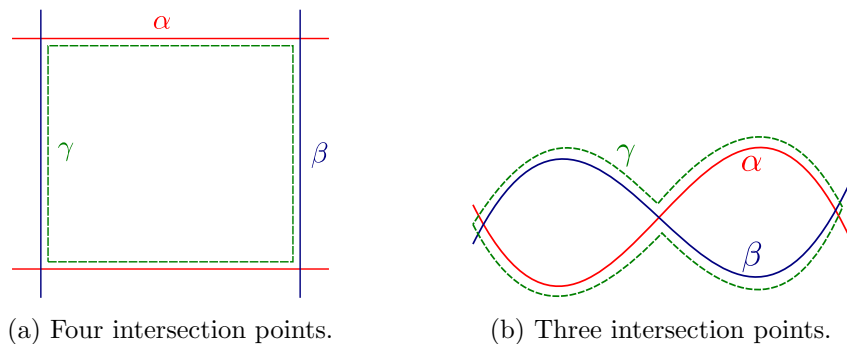 α
γ
β
(a) Four intersection points.
γ
α
β
(b) Three intersection points.